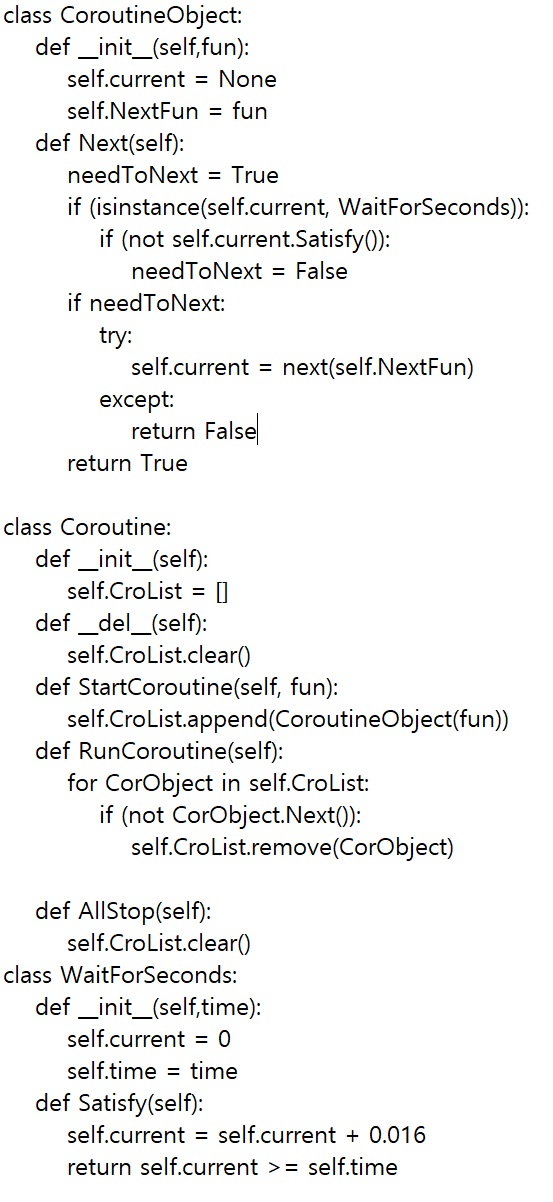 class CoroutineObject:
    def __init__(self,fun):
        self.current = None
        self.NextFun = fun
    def Next(self):
        needToNext = True
        if (isinstance(self.current, WaitForSeconds)):
            if (not self.current.Satisfy()):
                needToNext = False
        if needToNext:
            try:
                self.current = next(self.NextFun)
            except:
                return False
        return True

class Coroutine:
    def __init__(self):
        self.CroList = []
    def __del__(self):
        self.CroList.clear()
    def StartCoroutine(self, fun):
        self.CroList.append(CoroutineObject(fun))
    def RunCoroutine(self):
        for CorObject in self.CroList:
            if (not CorObject.Next()):
                self.CroList.remove(CorObject)

    def AllStop(self):
        self.CroList.clear()
class WaitForSeconds:
    def __init__(self,time):
        self.current = 0
        self.time = time
    def Satisfy(self):
        self.current = self.current + 0.016
        return self.current >= self.time